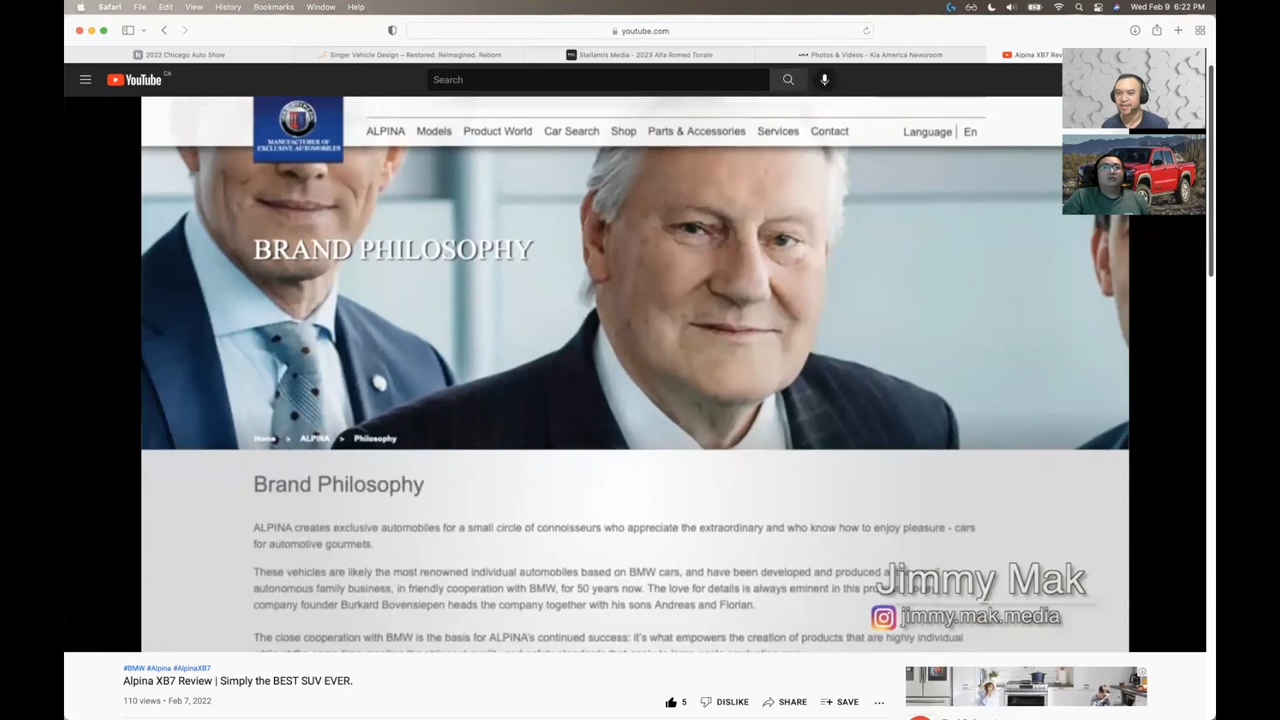 Safari File Edit View History Bookmarks Window Help
Wed Feb 9 6:22 PM
youtube.com
2022 Chicago Auto Show
Singer Vehicle Design – Restored. Reimagined. Reborn
Stellantis Media - 2023 Alfa Romeo Tonale
Photos & Videos - Kia America Newsroom
Alpina XB7 Rev
YouTube CA
Search
MANUFACTURER OF
EXCLUSIVE AUTOMOBILES
ALPINA Models Product World Car Search Shop Parts & Accessories Services Contact
Language En
BRAND PHILOSOPHY
Home > ALPINA > Philosophy
Brand Philosophy
ALPINA creates exclusive automobiles for a small circle of connoisseurs who appreciate the extraordinary and who know how to enjoy pleasure - cars
for automotive gourmets.
These vehicles are likely the most renowned individual automobiles based on BMW cars, and have been developed and produced
autonomous family business, in friendly cooperation with BMW, for 50 years now. The love for details is always eminent in this
company founder Burkard Bovensiepen heads the company together with his sons Andreas and Florian.
The close cooperation with BMW is the basis for ALPINA's continued success: it's what empowers the creation of products that are highly individual
Jimmy Mak
jimmy.mak.media
#BMW #Alpina #AlpinaXB7
Alpina XB7 Review | Simply the BEST SUV EVER.
110 views • Feb 7, 2022
5 DISLIKE SHARE SAVE